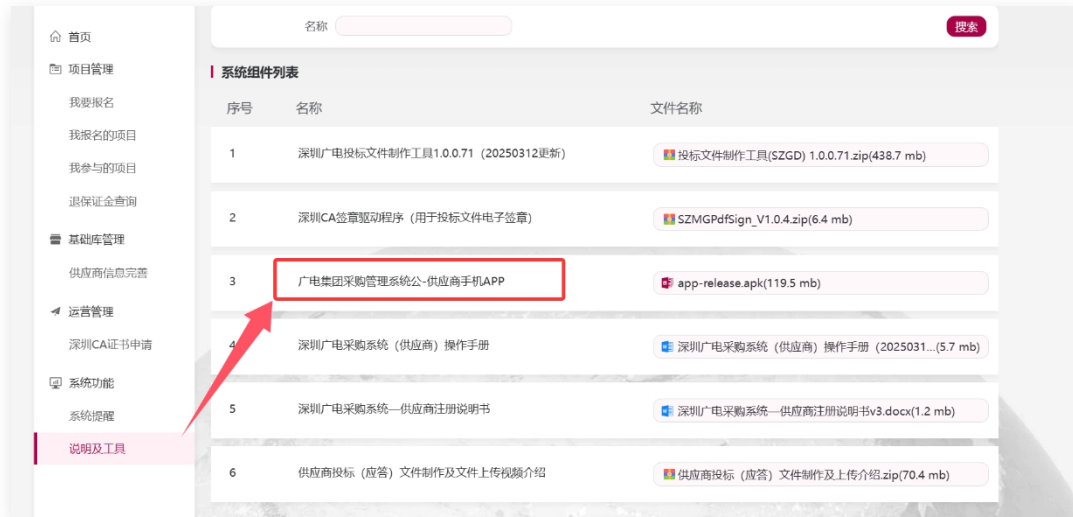 首页
项目管理
我要报名
我报名的项目
我参与的项目
退保证金查询
基础库管理
供应商信息完善
运营管理
深圳CA证书申请
系统功能
系统提醒
说明及工具
名称
搜索
系统组件列表
序号 名称 文件名称
1 深圳广电投标文件制作工具1.0.0.71（20250312更新） 投标文件制作工具(SZGD) 1.0.0.71.zip(438.7 mb)
2 深圳CA签章驱动程序（用于投标文件电子签章） SZMGPdfSign_V1.0.4.zip(6.4 mb)
3 广电集团采购管理系统公-供应商手机APP app-release.apk(119.5 mb)
4 深圳广电采购系统（供应商）操作手册 深圳广电采购系统（供应商）操作手册（2025031...(5.7 mb)
5 深圳广电采购系统—供应商注册说明书 深圳广电采购系统—供应商注册说明书v3.docx(1.2 mb)
6 供应商投标（应答）文件制作及文件上传视频介绍 供应商投标（应答）文件制作及上传介绍.zip(70.4 mb)